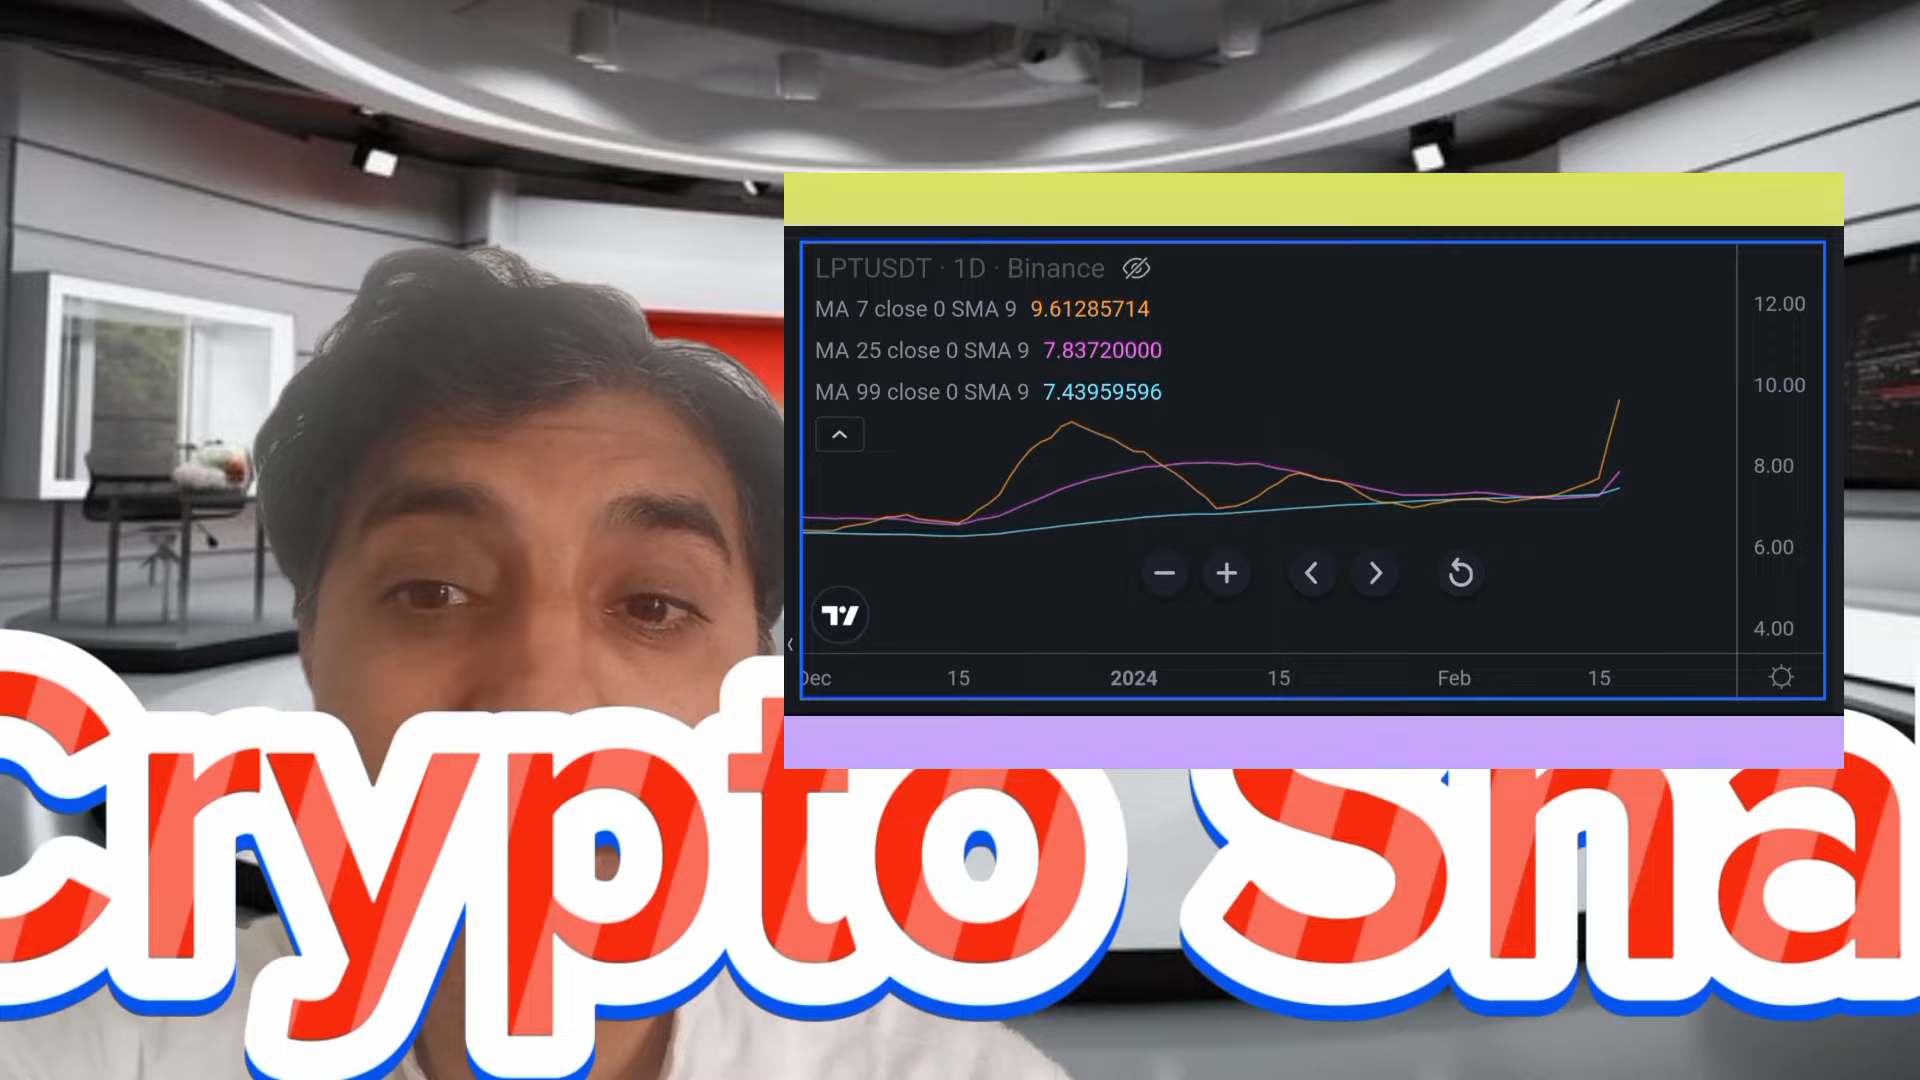 LPTUSDT · 1D · Binance
MA 7 close 0 SMA 9 9.61285714
MA 25 close 0 SMA 9 7.83720000
MA 99 close 0 SMA 9 7.43959596
12.00
10.00
8.00
6.00
4.00
Dec 15 2024 15 Feb 15
Crypto Sna